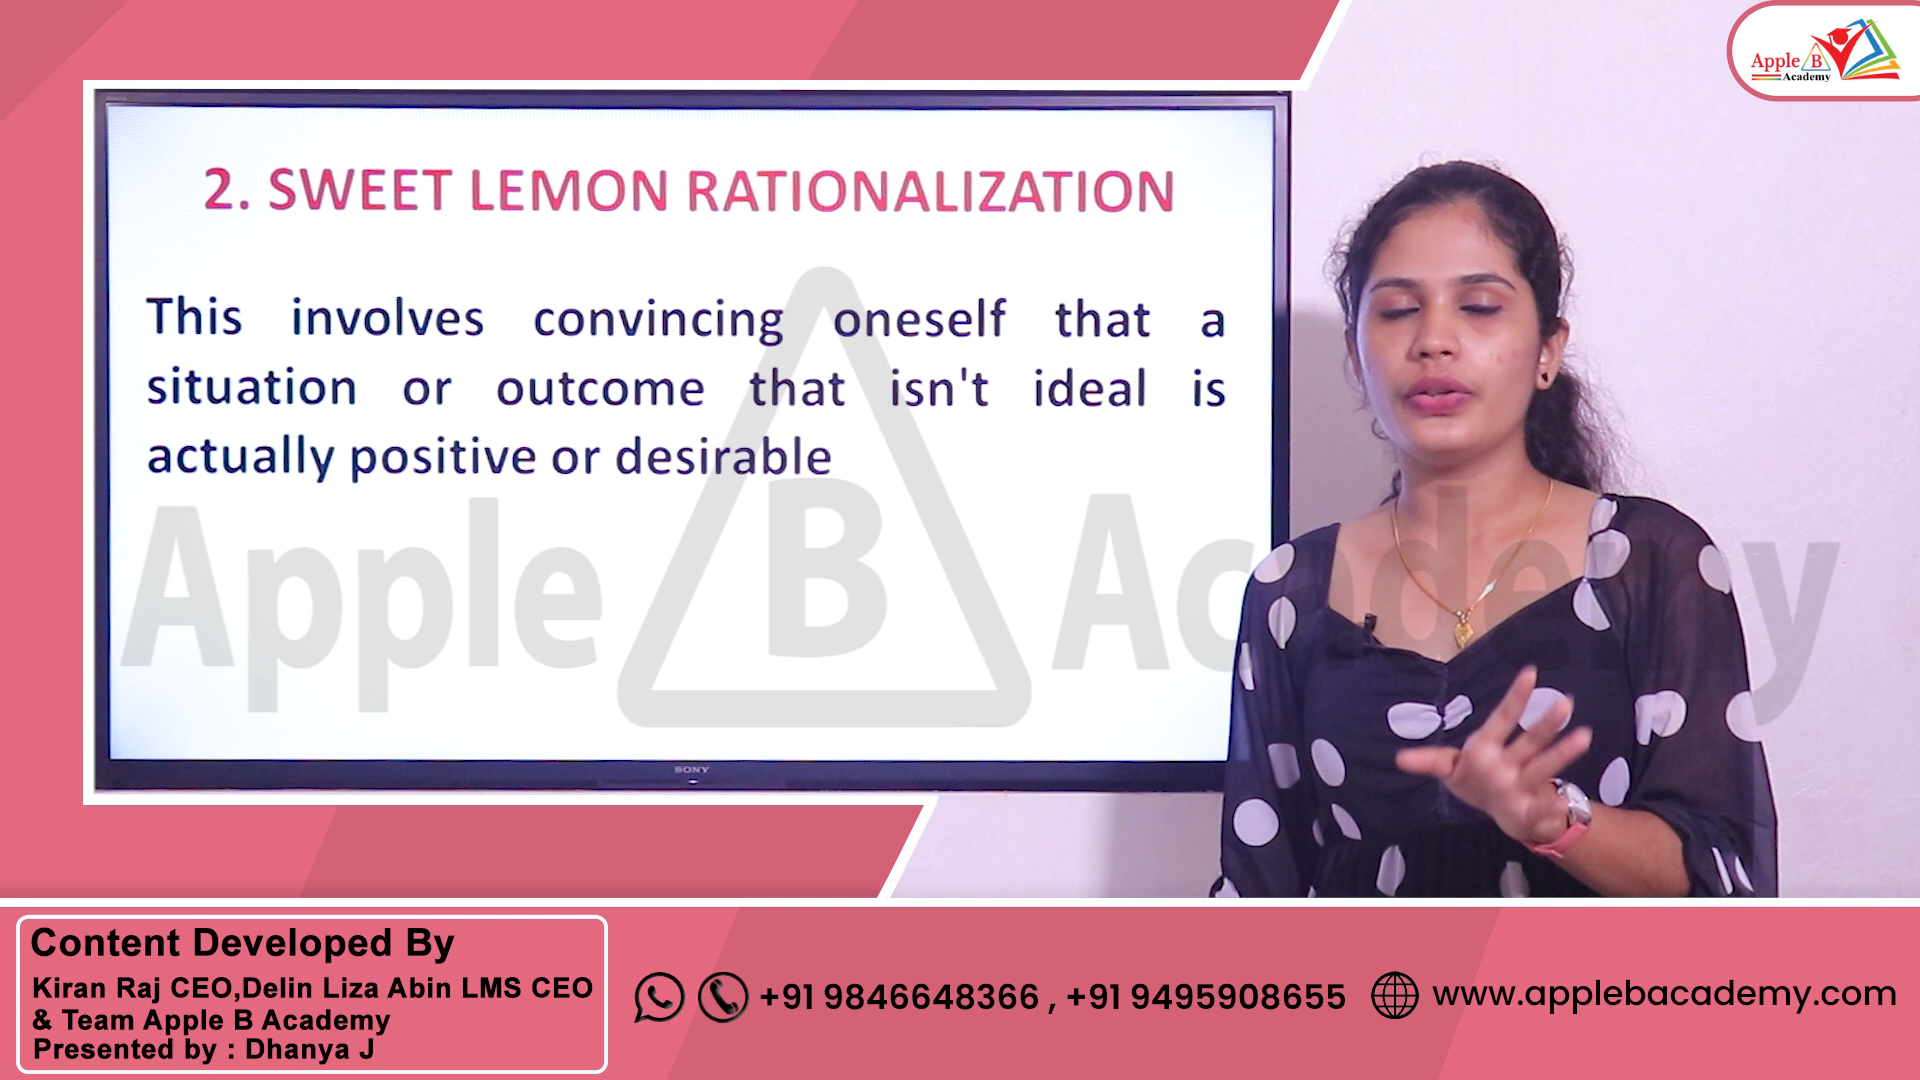 Apple B
Academy
2. SWEET LEMON RATIONALIZATION
This involves convincing oneself that a
situation or outcome that isn't ideal is
actually positive or desirable
Apple B Academy
SONY
Content Developed By
Kiran Raj CEO,Delin Liza Abin LMS CEO
& Team Apple B Academy
Presented by : Dhanya J
+91 9846648366 , +91 9495908655
www.applebacademy.com